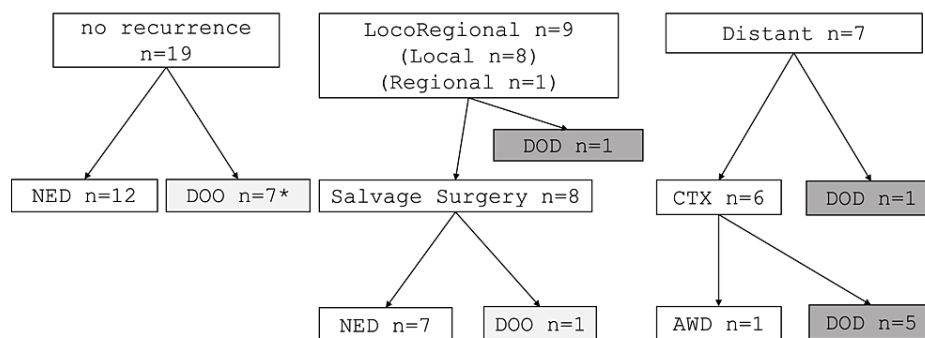 no recurrence
n=19
LocoRegional n=9
(Local n=8)
(Regional n=1)
Distant n=7
DOD n=1
NED n=12
DOO n=7*
Salvage Surgery n=8
CTX n=6
DOD n=1
NED n=7
DOO n=1
AWD n=1
DOD n=5